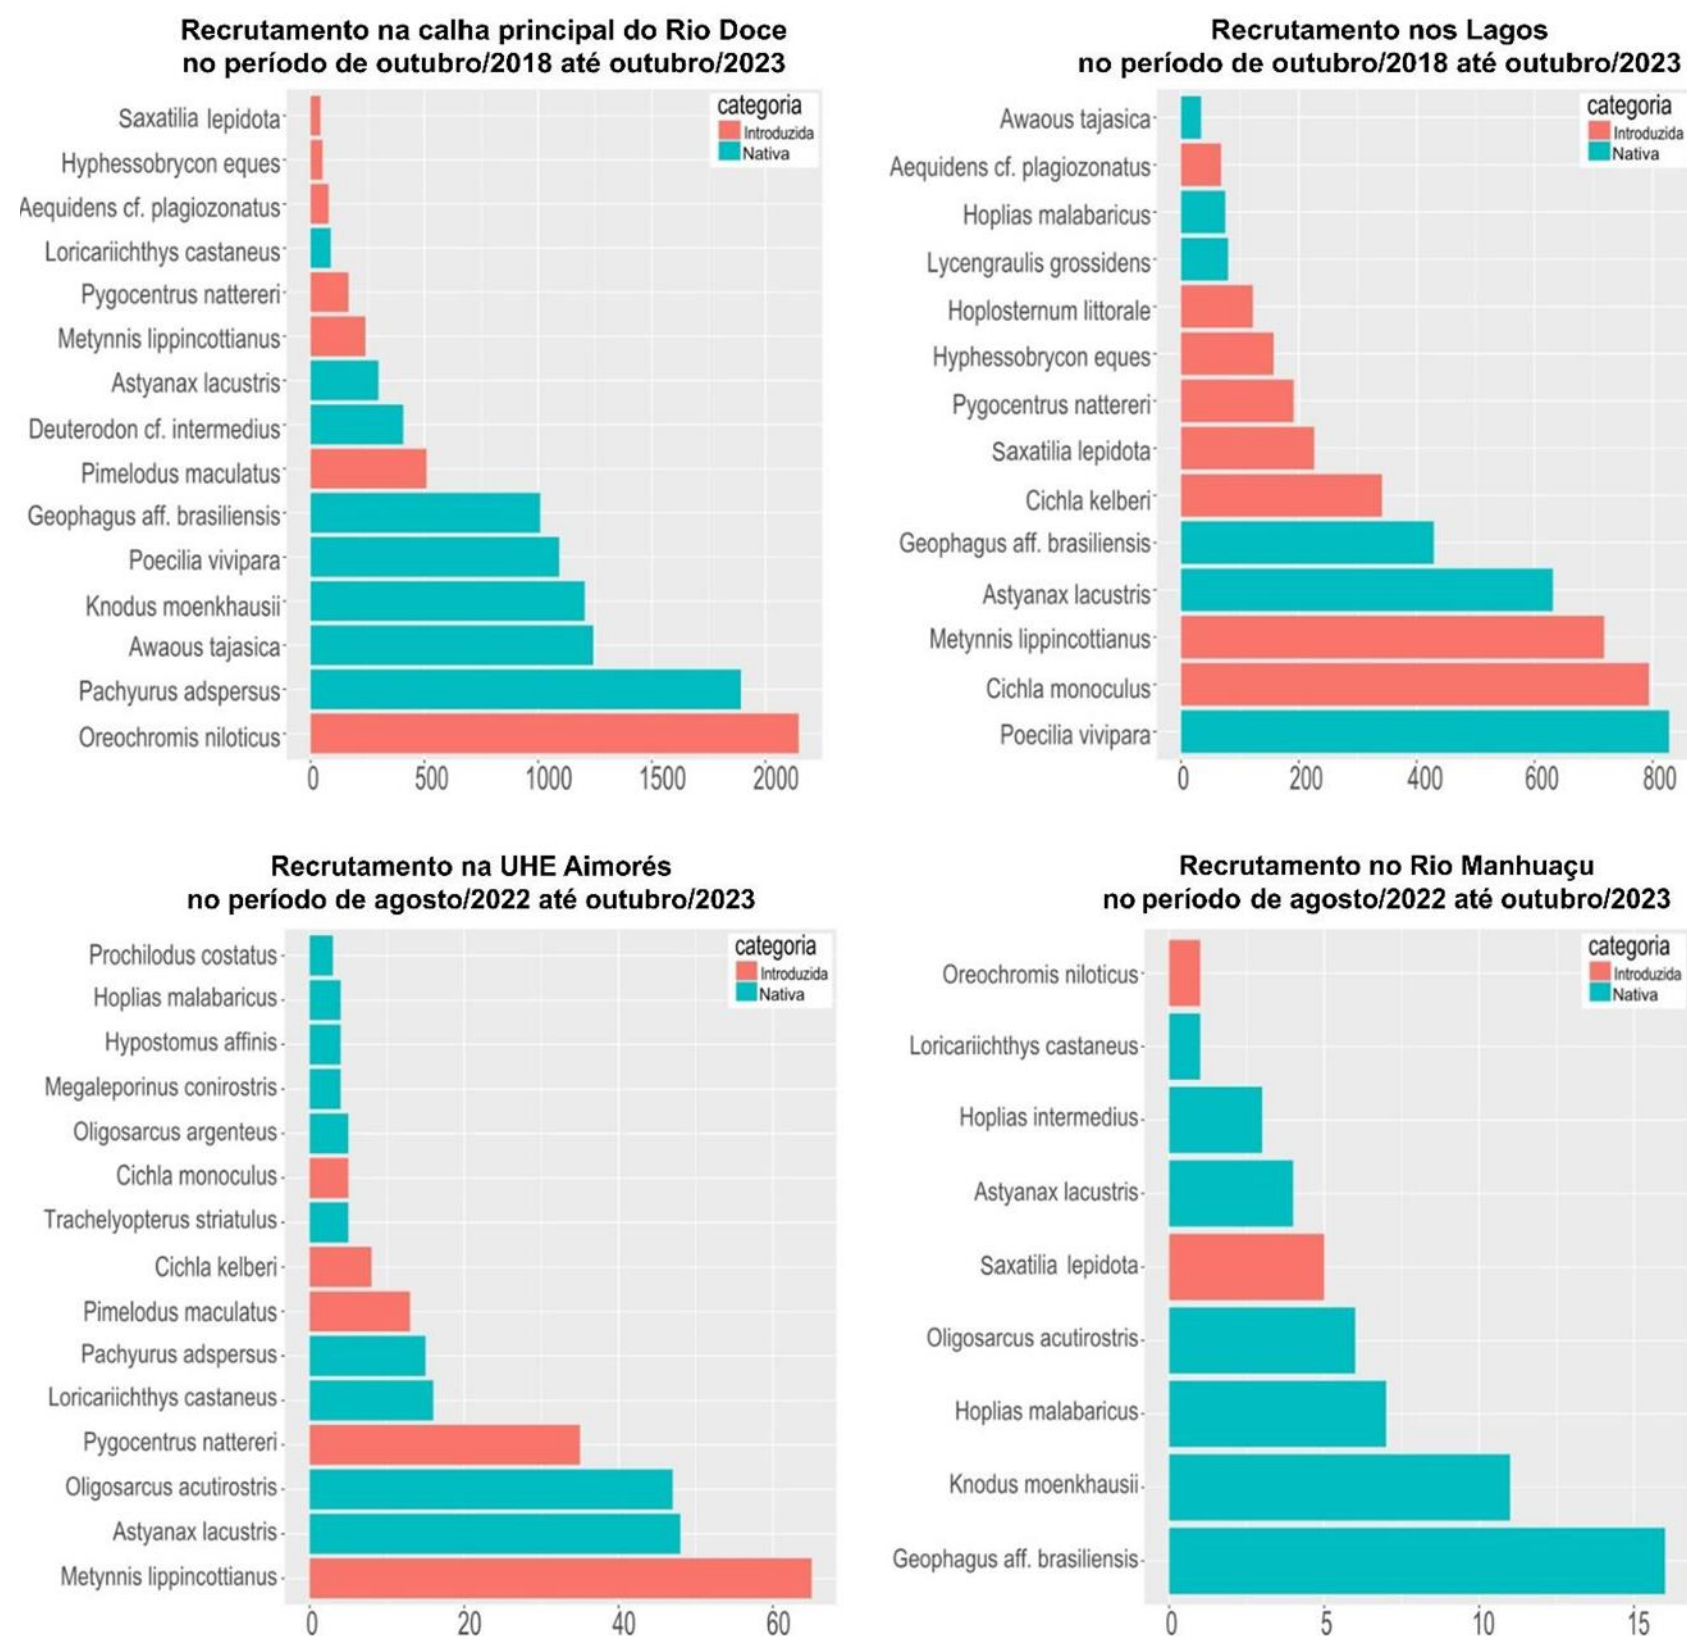 Recrutamento na calha principal do Rio Doce
no período de outubro/2018 até outubro/2023
categoria
Introduzida
Nativa
Saxatilia lepidota
Hyphessobrycon eques
Aequidens cf. plagiozonatus
Loricariichthys castaneus
Pygocentrus nattereri
Metynnis lippincottianus
Astyanax lacustris
Deuterodon cf. intermedius
Pimelodus maculatus
Geophagus aff. brasiliensis
Poecilia vivipara
Knodus moenkhausii
Awaous tajasica
Pachyurus adspersus
Oreochromis niloticus
0 500 1000 1500 2000
Recrutamento nos Lagos
no período de outubro/2018 até outubro/2023
categoria
Introduzida
Nativa
Awaous tajasica
Aequidens cf. plagiozonatus
Hoplias malabaricus
Lycengraulis grossidens
Hoplosternum littorale
Hyphessobrycon eques
Pygocentrus nattereri
Saxatilia lepidota
Cichla kelberi
Geophagus aff. brasiliensis
Astyanax lacustris
Metynnis lippincottianus
Cichla monoculus
Poecilia vivipara
0 200 400 600 800
Recrutamento na UHE Aimorés
no período de agosto/2022 até outubro/2023
categoria
Introduzida
Nativa
Prochilodus costatus
Hoplias malabaricus
Hypostomus affinis
Megaleporinus conirostris
Oligosarcus argenteus
Cichla monoculus
Trachelyopterus striatulus
Cichla kelberi
Pimelodus maculatus
Pachyurus adspersus
Loricariichthys castaneus
Pygocentrus nattereri
Oligosarcus acutirostris
Astyanax lacustris
Metynnis lippincottianus
0 20 40 60
Recrutamento no Rio Manhuaçu
no período de agosto/2022 até outubro/2023
categoria
Introduzida
Nativa
Oreochromis niloticus
Loricariichthys castaneus
Hoplias intermedius
Astyanax lacustris
Saxatilia lepidota
Oligosarcus acutirostris
Hoplias malabaricus
Knodus moenkhausii
Geophagus aff. brasiliensis
0 5 10 15